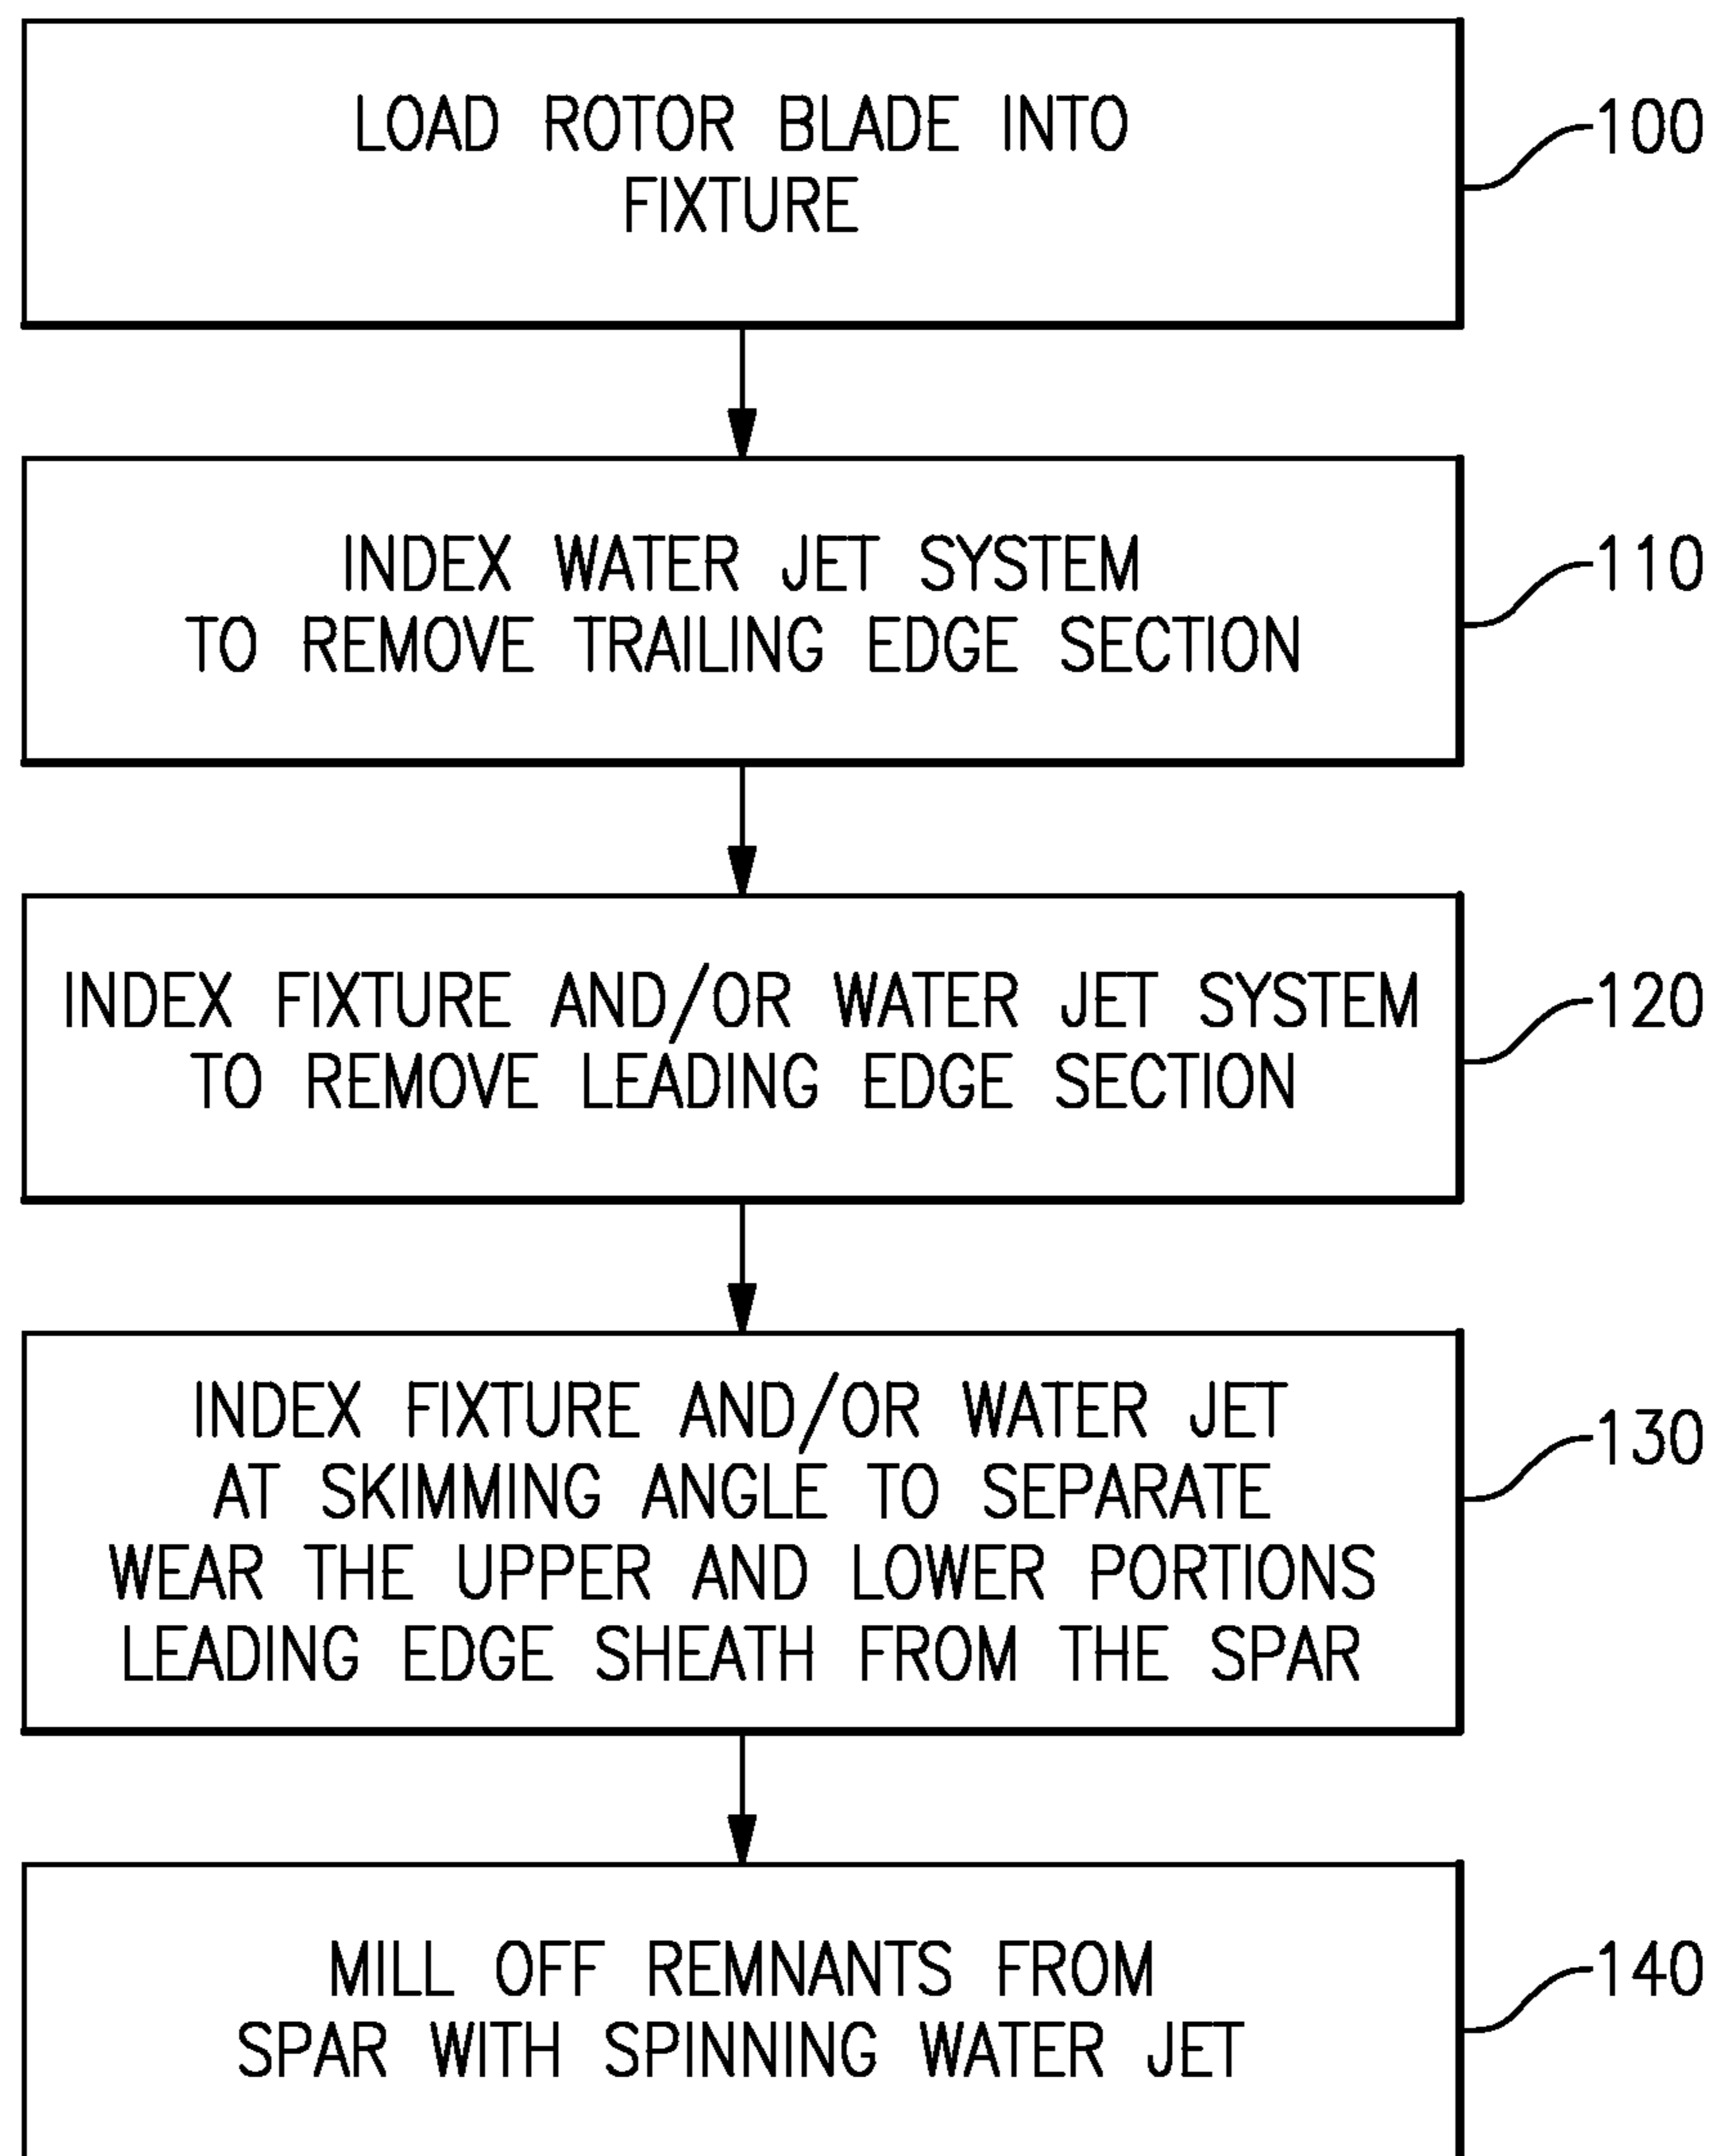 LOAD ROTOR BLADE INTO
FIXTURE
100
INDEX WATER JET SYSTEM
TO REMOVE TRAILING EDGE SECTION
110
INDEX FIXTURE AND/OR WATER JET SYSTEM
TO REMOVE LEADING EDGE SECTION
120
INDEX FIXTURE AND/OR WATER JET
AT SKIMMING ANGLE TO SEPARATE
WEAR THE UPPER AND LOWER PORTIONS
LEADING EDGE SHEATH FROM THE SPAR
130
MILL OFF REMNANTS FROM
SPAR WITH SPINNING WATER JET
140